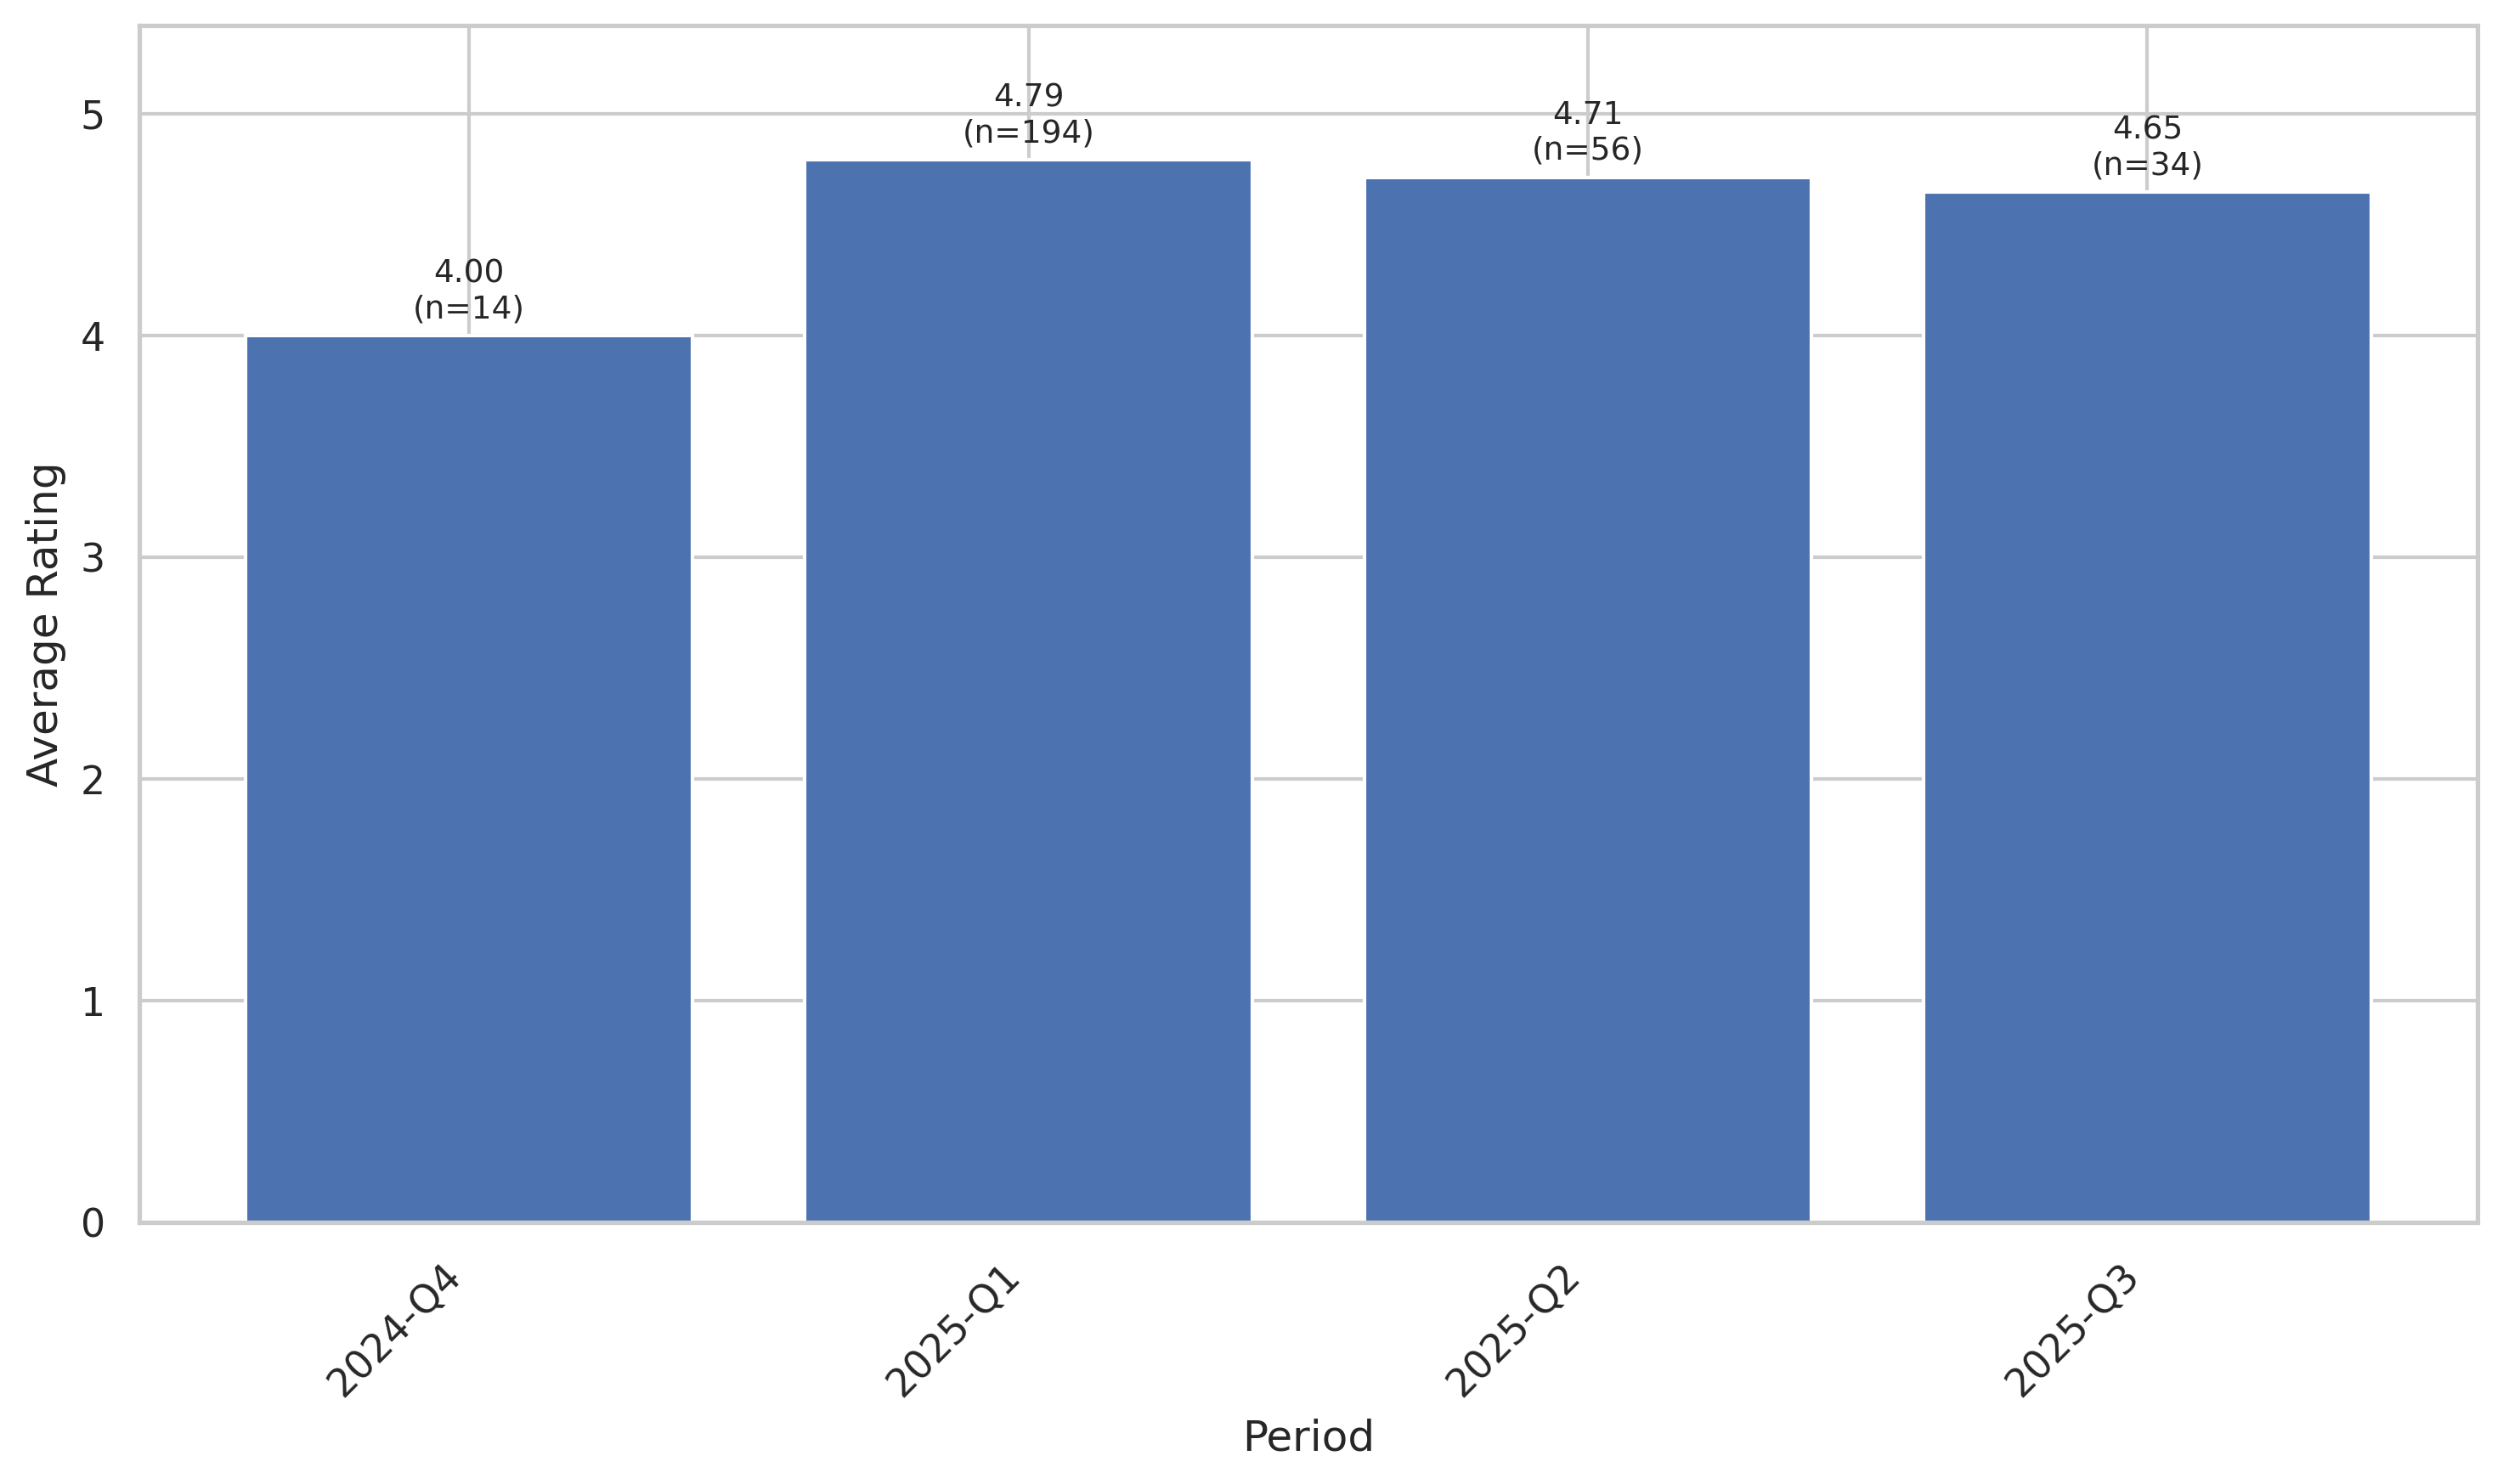 4.79
(n=194)
4.71
(n=56)
4.65
(n=34)
4.00
(n=14)
5
4
3
2
1
0
Average Rating
2024-Q4
2025-Q1
2025-Q2
2025-Q3
Period